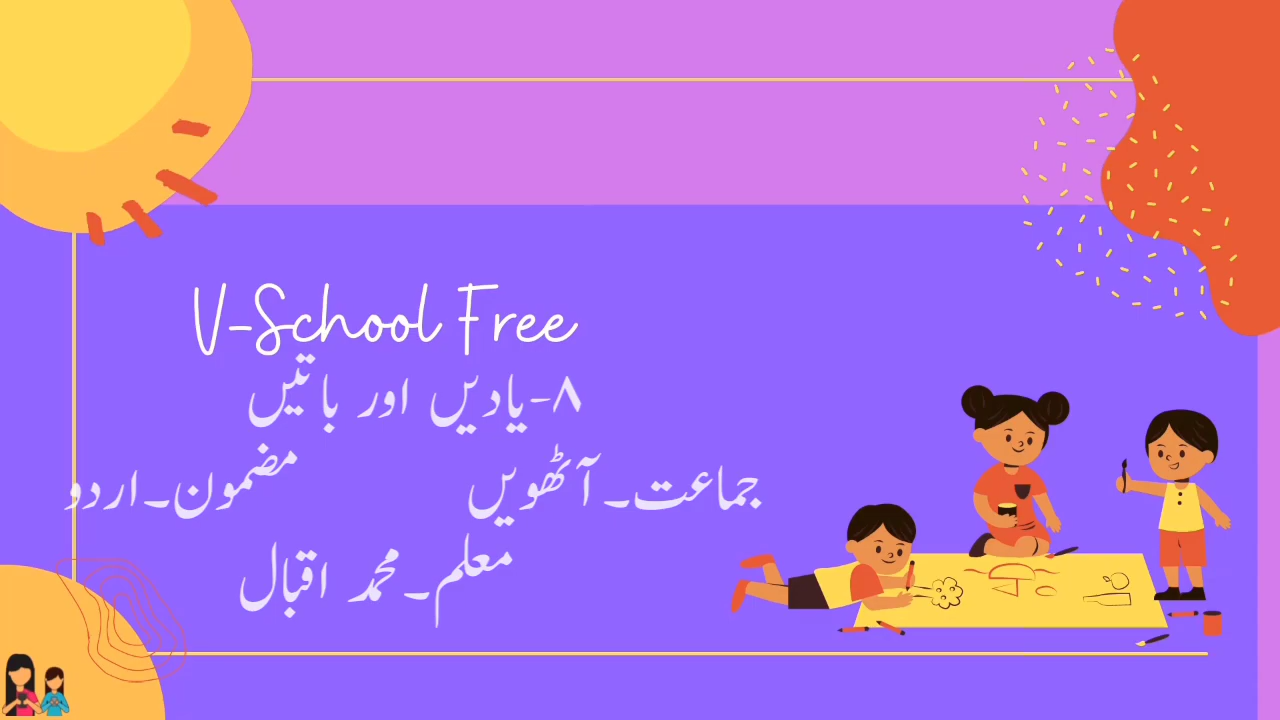 V-School Free
۸-یادیں اور باتیں
جماعت۔ آٹھویں مضمون۔اردو
معلم۔محمد اقبال